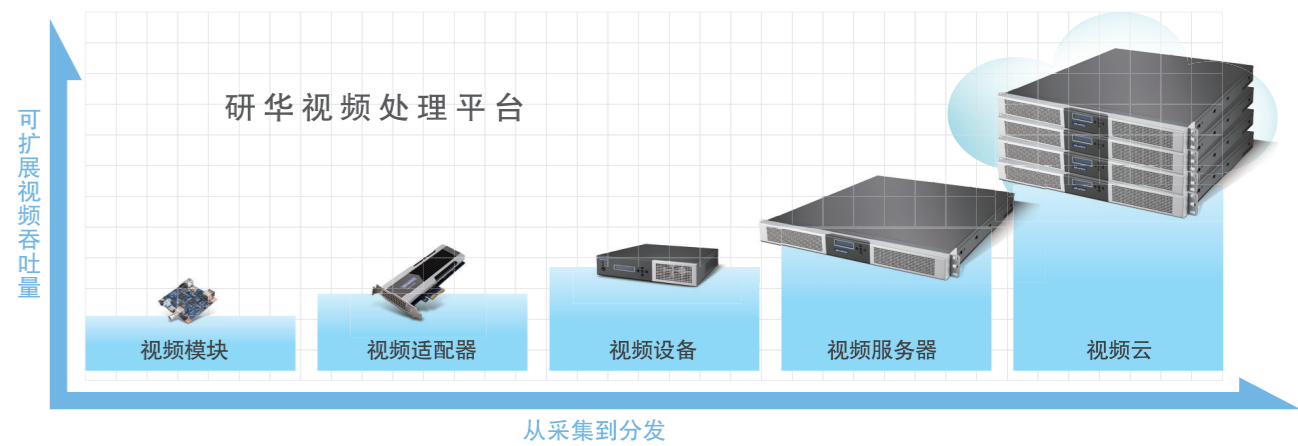 研华视频处理平台
可扩展视频吞吐量
视频模块
视频适配器
视频设备
视频服务器
视频云
从采集到分发